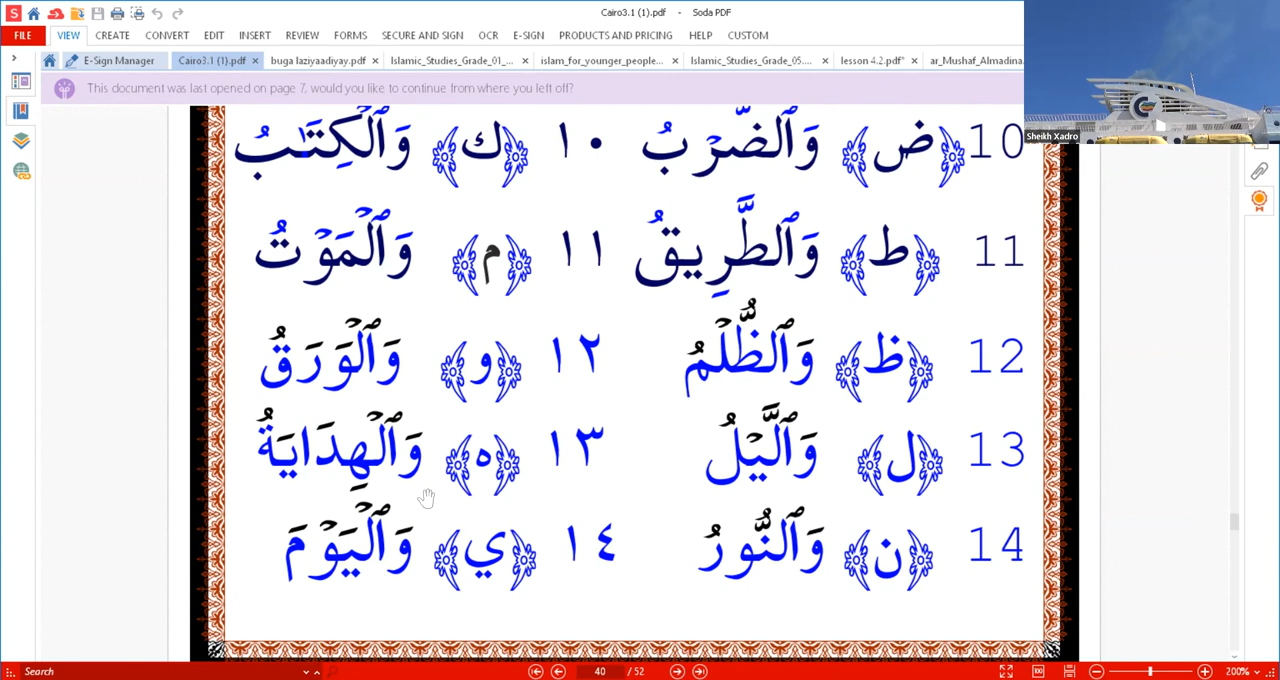 Cairo3.1 (1).pdf - Soda PDF
FILE VIEW CREATE CONVERT EDIT INSERT REVIEW FORMS SECURE AND SIGN OCR E-SIGN PRODUCTS AND PRICING HELP CUSTOM
E-Sign Manager Cairo3.1 (1).pdf buga laziyaadiyay.pdf Islamic_Studies_Grade_01_... islam_for_younger_people... Islamic_Studies_Grade_05.... lesson 4.2.pdf* ar_Mushaf_Almadina.
This document was last opened on page 7, would you like to continue from where you left off?
Sheikh Xadro
10 ﴿ض﴾ وَٱلضَّرْبُ ١٠ ﴿ك﴾ وَٱلْكِتَٰبُ
11 ﴿ط﴾ وَٱلطَّرِيقُ ١١ ﴿م﴾ وَٱلْمَوْتُ
12 ﴿ظ﴾ وَٱلظُّلْمُ ١٢ ﴿و﴾ وَٱلْوَرَقُ
13 ﴿ل﴾ وَٱلَّيْلُ ١٣ ﴿ه﴾ وَٱلْهِدَايَةُ
14 ﴿ن﴾ وَٱلنُّورُ ١٤ ﴿ي﴾ وَٱلْيَوْمَ
Search 40 / 52 200%